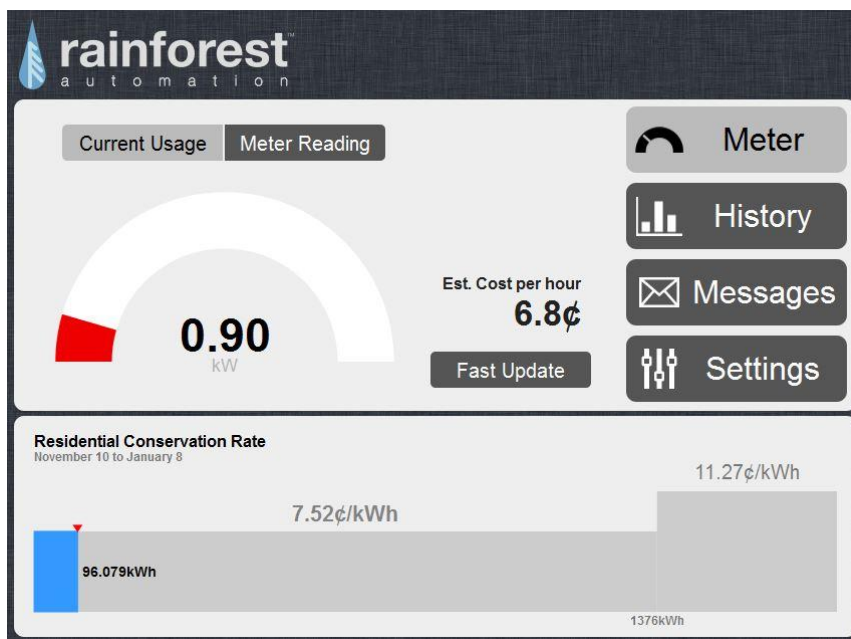 rainforest™
automation
Current Usage
Meter Reading
Meter
History
Est. Cost per hour
6.8¢
Messages
0.90
kW
Fast Update
Settings
Residential Conservation Rate
November 10 to January 8
11.27¢/kWh
7.52¢/kWh
96.079kWh
1376kWh